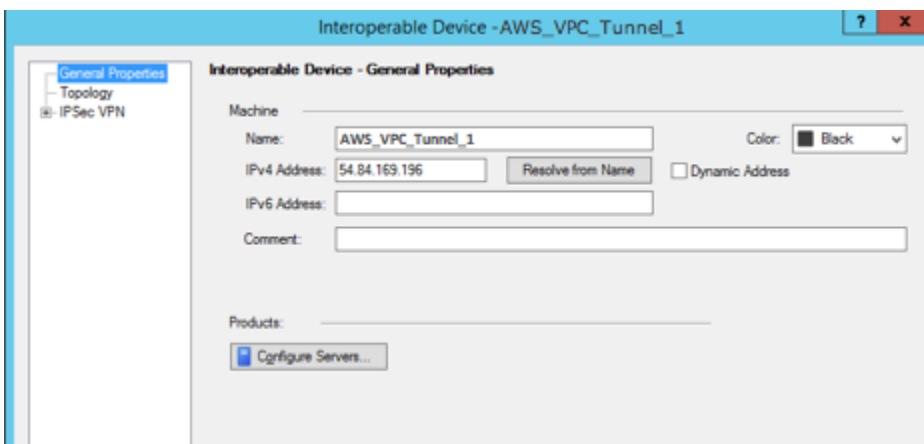 Interoperable Device -AWS_VPC_Tunnel_1
? x
General Properties
Topology
IPSec VPN
Interoperable Device - General Properties
Machine
Name: AWS_VPC_Tunnel_1 Color: Black
IPv4 Address: 54.84.169.196 Resolve from Name Dynamic Address
IPv6 Address:
Comment:
Products:
Configure Servers...